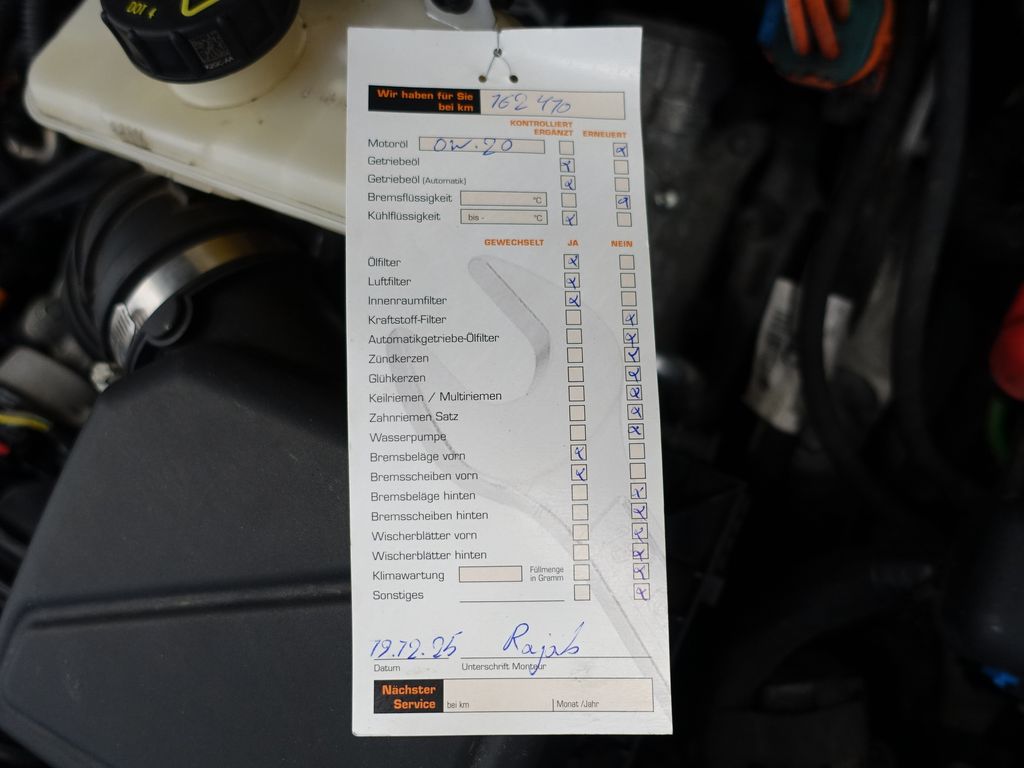 DOT 4
Wir haben für Sie
bei km 162 470
KONTROLLIERT
ERGÄNZT ERNEUERT
Motoröl 0W-20
Getriebeöl
Getriebeöl (Automatik)
Bremsflüssigkeit °C
Kühlflüssigkeit bis - °C
GEWECHSELT JA NEIN
Ölfilter
Luftfilter
Innenraumfilter
Kraftstoff-Filter
Automatikgetriebe-Ölfilter
Zündkerzen
Glühkerzen
Keilriemen / Multiriemen
Zahnriemen Satz
Wasserpumpe
Bremsbeläge vorn
Bremsscheiben vorn
Bremsbeläge hinten
Bremsscheiben hinten
Wischerblätter vorn
Wischerblätter hinten
Klimawartung Füllmenge
in Gramm
Sonstiges
19.12.25 Rajab
Datum Unterschrift Monteur
Nächster
Service bei km Monat /Jahr